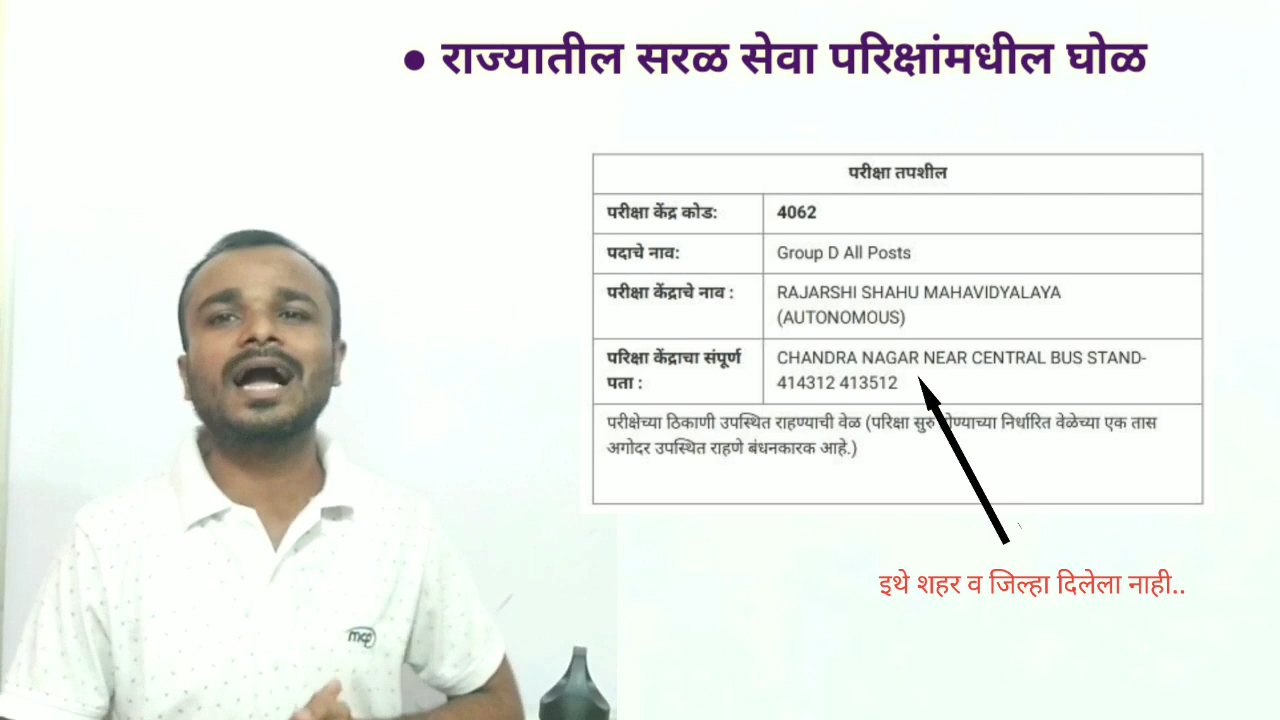 • राज्यातील सरळ सेवा परिक्षांमधील घोळ
परीक्षा तपशील
परीक्षा केंद्र कोड: 4062
पदाचे नाव: Group D All Posts
परीक्षा केंद्राचे नाव : RAJARSHI SHAHU MAHAVIDYALAYA
(AUTONOMOUS)
परिक्षा केंद्राचा संपूर्ण CHANDRA NAGAR NEAR CENTRAL BUS STAND-
पता : 414312 413512
परीक्षेच्या ठिकाणी उपस्थित राहण्याची वेळ (परिक्षा सुरु होण्याच्या निर्धारित वेळेच्या एक तास
अगोदर उपस्थित राहणे बंधनकारक आहे.)
इथे शहर व जिल्हा दिलेला नाही..